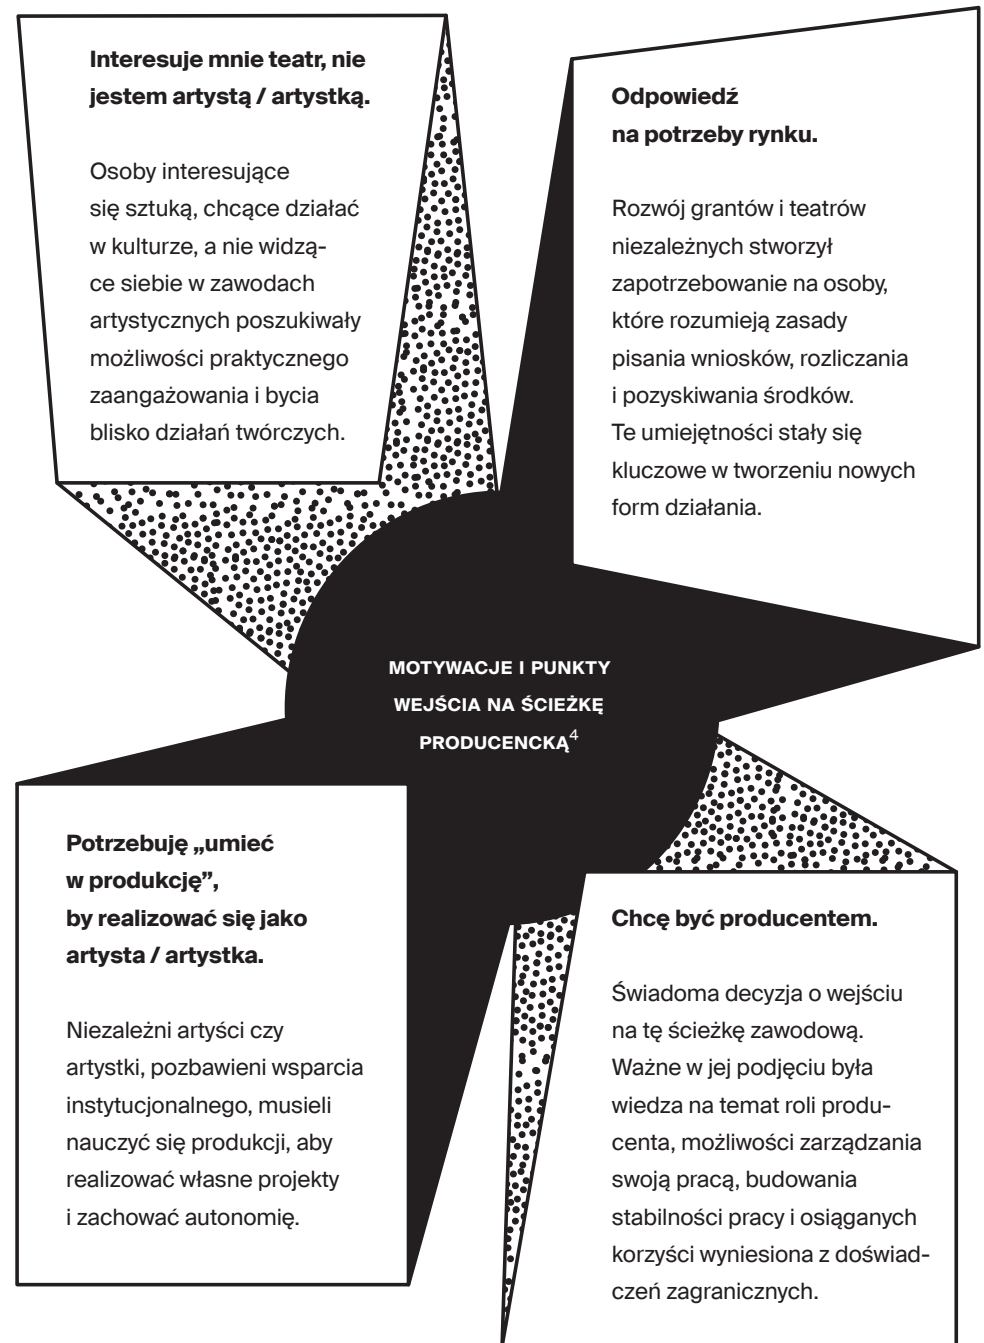 Interesuje mnie teatr, nie
jestem artystą / artystką.
Osoby interesujące
się sztuką, chcące działać
w kulturze, a nie widzą-
ce siebie w zawodach
artystycznych poszukiwały
możliwości praktycznego
zaangażowania i bycia
blisko działań twórczych.
Odpowiedź
na potrzeby rynku.
Rozwój grantów i teatrów
niezależnych stworzył
zapotrzebowanie na osoby,
które rozumieją zasady
pisania wniosków, rozliczania
i pozyskiwania środków.
Te umiejętności stały się
kluczowe w tworzeniu nowych
form działania.
MOTYWACJE I PUNKTY
WEJŚCIA NA ŚCIEŻKĘ
PRODUCENCKĄ4
Potrzebuję „umieć
w produkcję”,
by realizować się jako
artysta / artystka.
Niezależni artyści czy
artystki, pozbawieni wsparcia
instytucjonalnego, musieli
nauczyć się produkcji, aby
realizować własne projekty
i zachować autonomię.
Chcę być producentem.
Świadoma decyzja o wejściu
na tę ścieżkę zawodową.
Ważne w jej podjęciu była
wiedza na temat roli produ-
centa, możliwości zarządzania
swoją pracą, budowania
stabilności pracy i osiąganych
korzyści wyniesiona z doświad-
czeń zagranicznych.